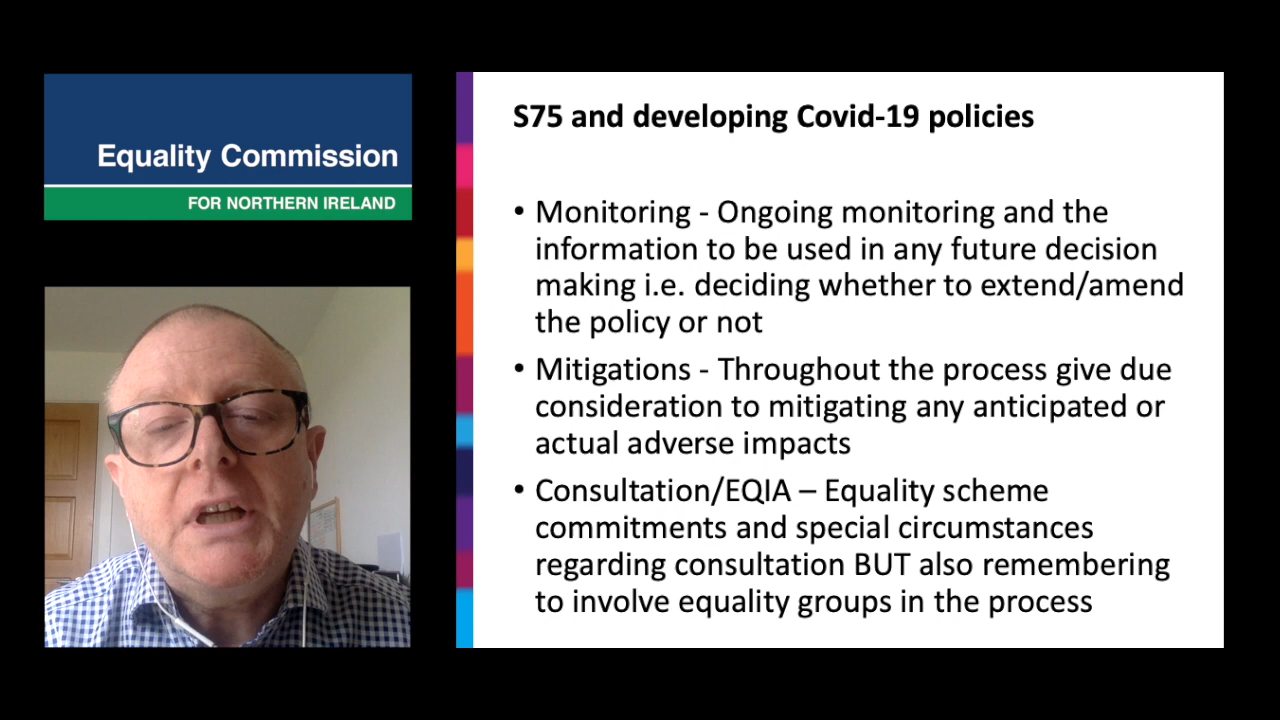 Equality Commission
FOR NORTHERN IRELAND
S75 and developing Covid-19 policies
• Monitoring - Ongoing monitoring and the
information to be used in any future decision
making i.e. deciding whether to extend/amend
the policy or not
• Mitigations - Throughout the process give due
consideration to mitigating any anticipated or
actual adverse impacts
• Consultation/EQIA – Equality scheme
commitments and special circumstances
regarding consultation BUT also remembering
to involve equality groups in the process